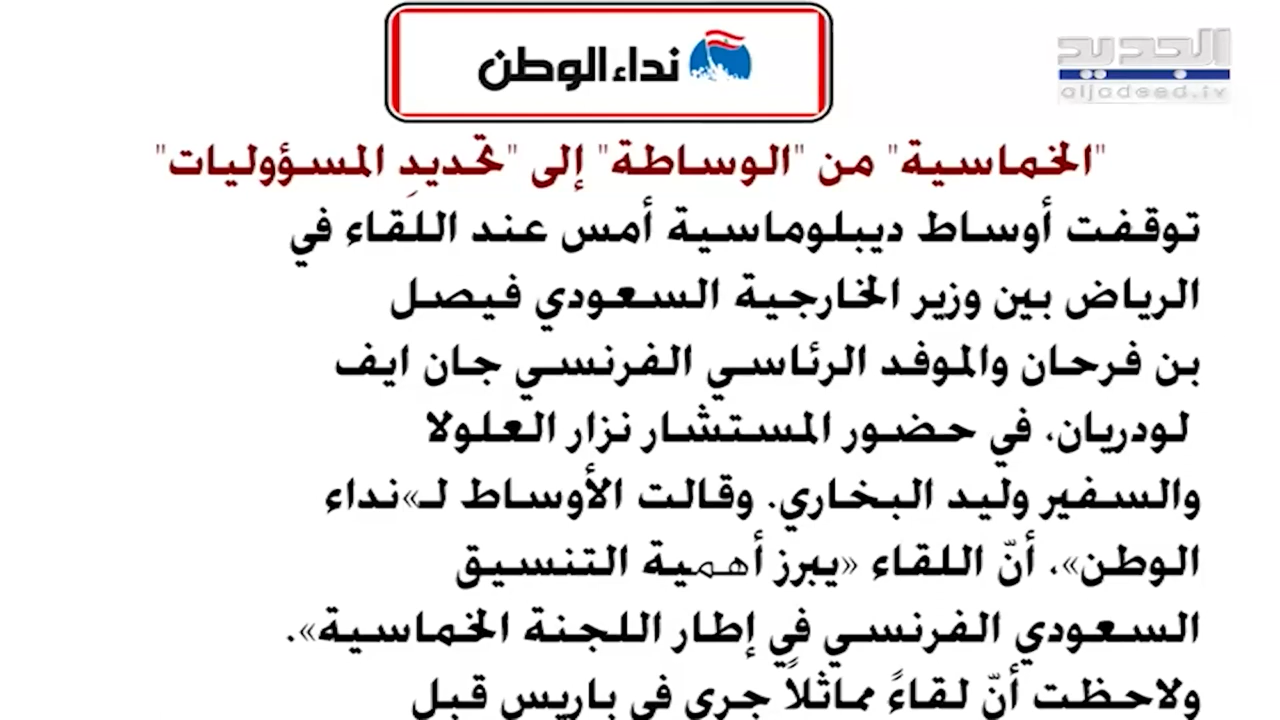 نداء الوطن
الجديد
aljadeed.tv
"الخماسية" من "الوساطة" إلى "تحديدِ المسؤوليات"
توقفت أوساط ديبلوماسية أمس عند اللقاء في
الرياض بين وزير الخارجية السعودي فيصل
بن فرحان والموفد الرئاسي الفرنسي جان ايف
لودريان، في حضور المستشار نزار العلولا
والسفير وليد البخاري. وقالت الأوساط لـ»نداء
الوطن»، أنّ اللقاء «يبرز أهمية التنسيق
السعودي الفرنسي في إطار اللجنة الخماسية».
ولاحظت أنّ لقاءً مماثلاً جرى في باريس قبل